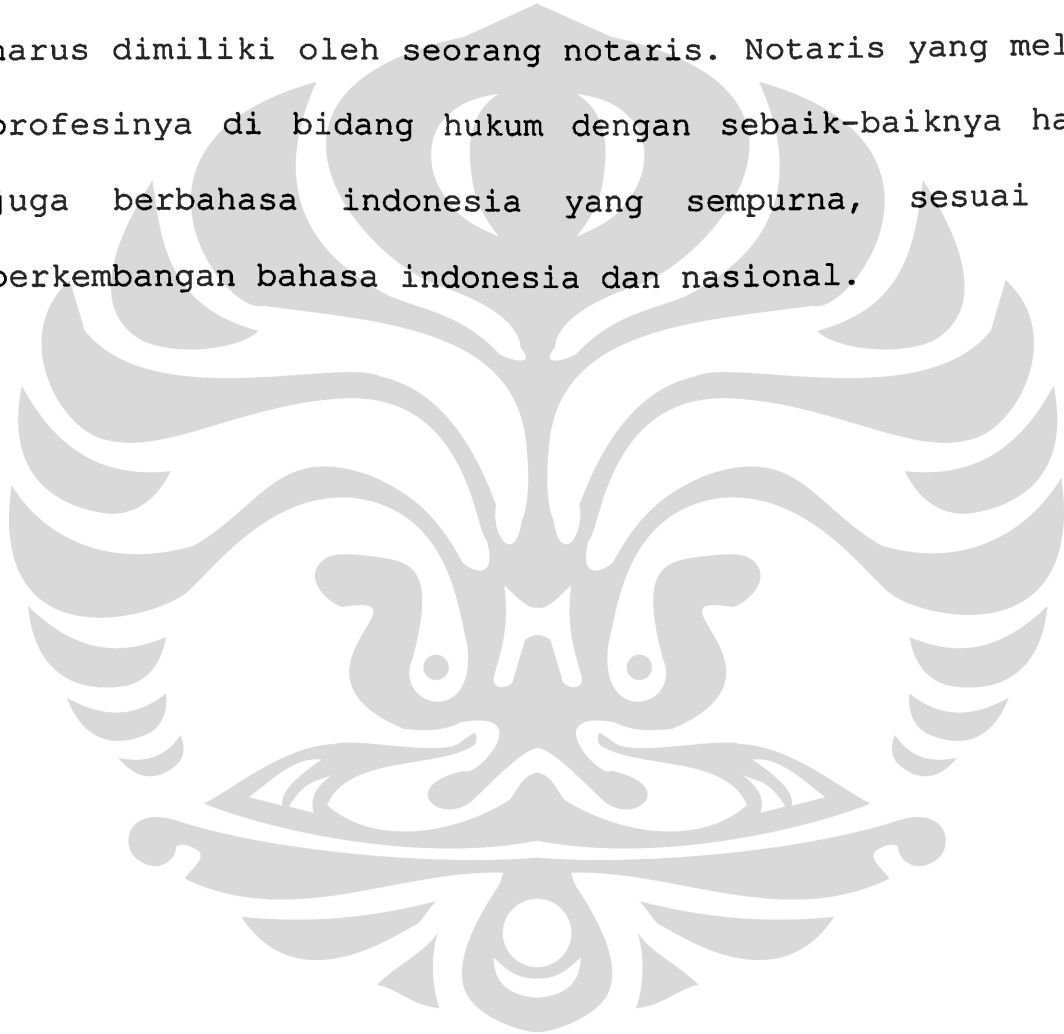 harus dimiliki oleh seorang notaris. Notaris yang mel
profesinya di bidang hukum dengan sebaik-baiknya ha
juga berbahasa indonesia yang sempurna, sesuai
perkembangan bahasa indonesia dan nasional.